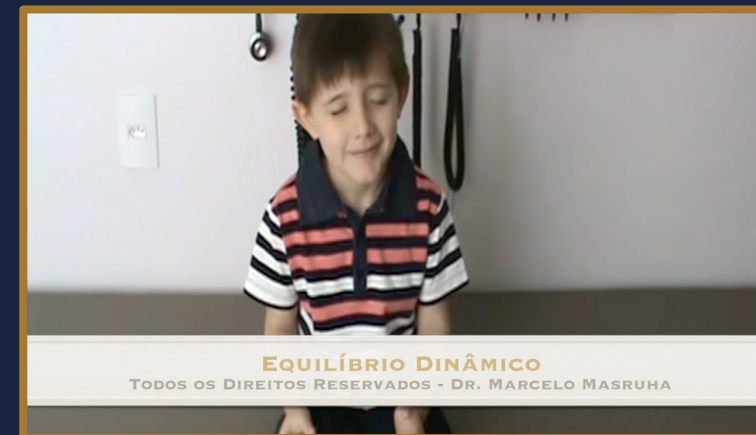 Equilíbrio Dinâmico
Todos os Direitos Reservados - Dr. Marcelo Masruha